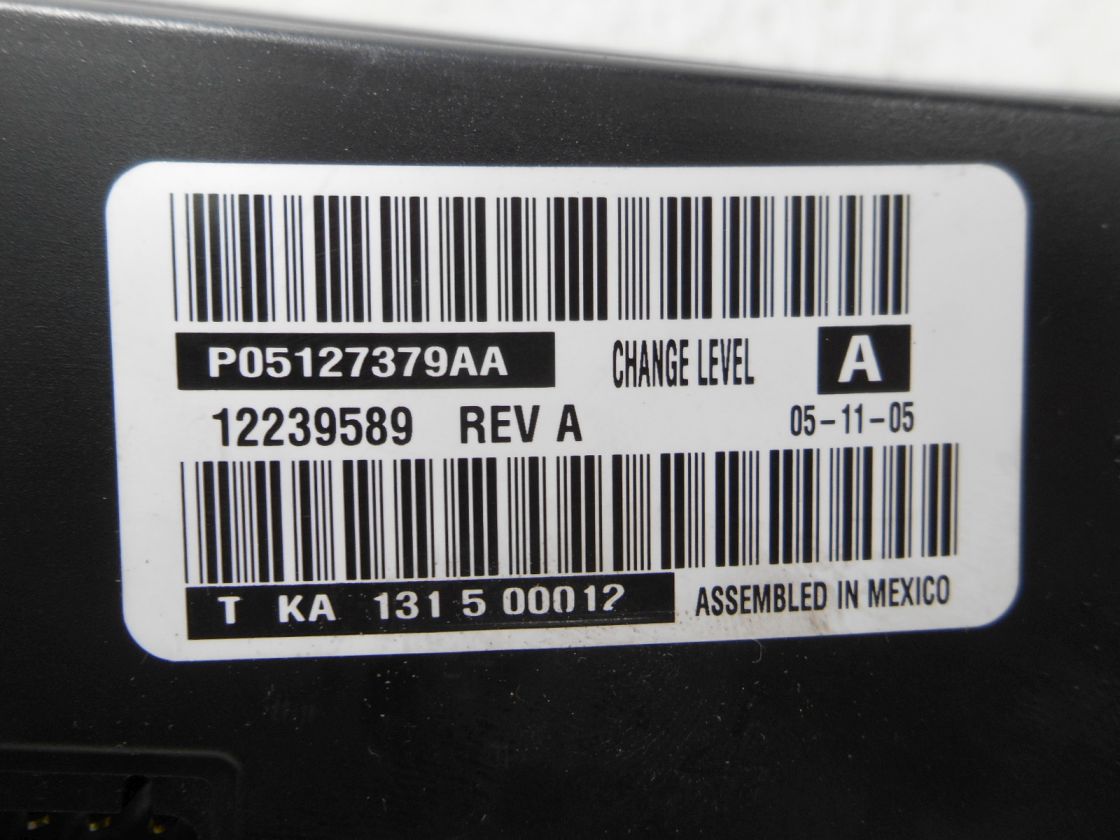 P05127379AA CHANGE LEVEL A
12239589 REV A 05-11-05
T KA 131 5 00012 ASSEMBLED IN MEXICO